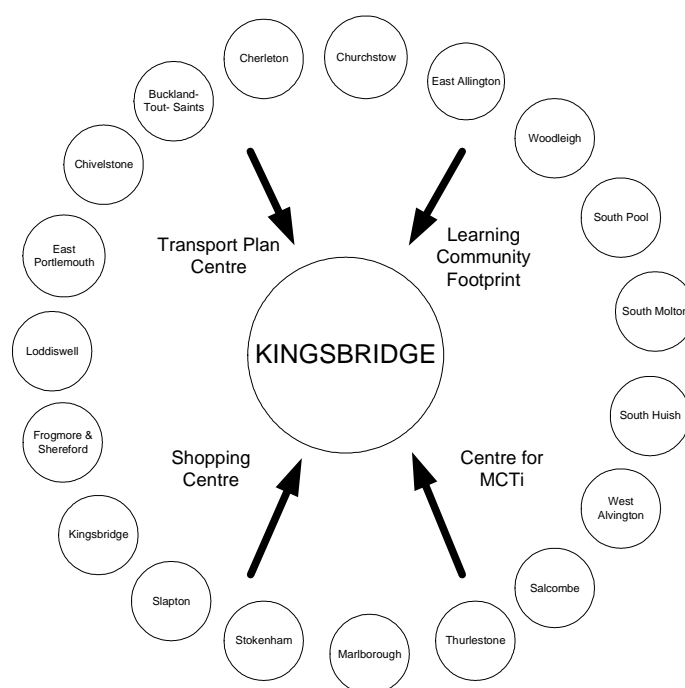 Cherleton
Churchstow
East Allington
Buckland-
Tout- Saints
Woodleigh
Chivelstone
South Pool
East
Portlemouth
Transport Plan
Centre
Learning
Community
Footprint
South Molton
Loddiswell
KINGSBRIDGE
South Huish
Frogmore &
Shereford
Shopping
Centre
Centre for
MCTi
West
Alvington
Kingsbridge
Salcombe
Slapton
Stokenham
Marlborough
Thurlestone